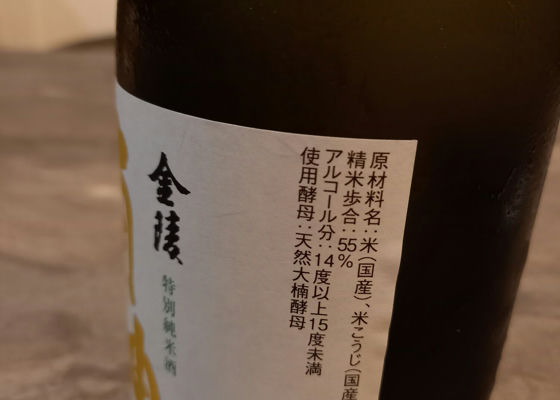 原材料名:米(国産)、米こうじ(国産
精米歩合:55%
アルコール分:14度以上15度未満
使用酵母:天然大楠酵母
金陵
特別純米酒